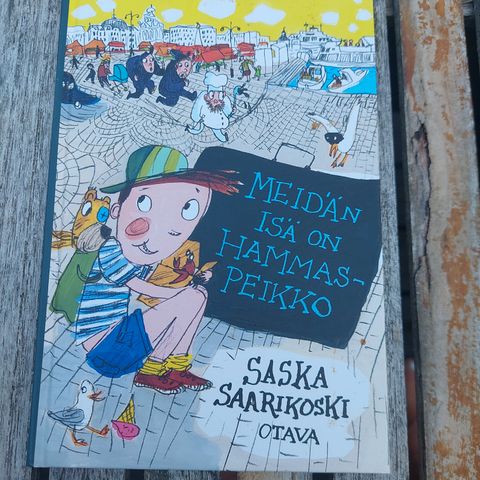 MEIDÄN
ISÄ ON
HAMMAS-
PEIKKO
SASKA
SAARIKOSKI
OTAVA